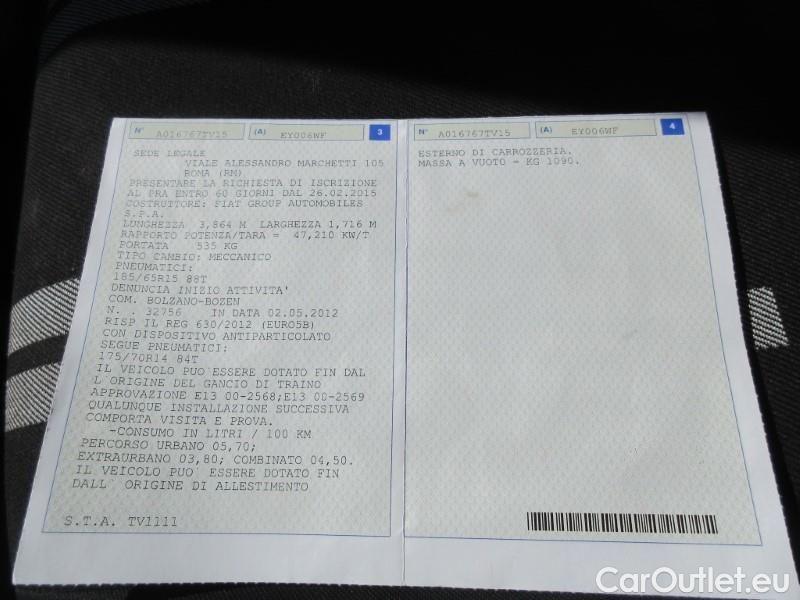 N° A016767TV15 (A) EY006WF 3
SEDE LEGALE
VIALE ALESSANDRO MARCHETTI 105
ROMA (RM)
PRESENTARE LA RICHIESTA DI ISCRIZIONE
AL PRA ENTRO 60 GIORNI DAL 26.02.2015
COSTRUTTORE: FIAT GROUP AUTOMOBILES
S.P.A.
LUNGHEZZA 3,864 M LARGHEZZA 1,716 M
RAPPORTO POTENZA/TARA = 47,210 KW/T
PORTATA 535 KG
TIPO CAMBIO: MECCANICO
PNEUMATICI:
185/65R15 88T
DENUNCIA INIZIO ATTIVITA'
COM. BOLZANO-BOZEN
N. . 32756 IN DATA 02.05.2012
RISP IL REG 630/2012 (EURO5B)
CON DISPOSITIVO ANTIPARTICOLATO
SEGUE PNEUMATICI:
175/70R14 84T
IL VEICOLO PUO' ESSERE DOTATO FIN DAL
L'ORIGINE DEL GANCIO DI TRAINO
APPROVAZIONE E13 00-2568;E13 00-2569
QUALUNQUE INSTALLAZIONE SUCCESSIVA
COMPORTA VISITA E PROVA.
-CONSUMO IN LITRI / 100 KM
PERCORSO URBANO 05,70;
EXTRAURBANO 03,80; COMBINATO 04,50.
IL VEICOLO PUO' ESSERE DOTATO FIN
DALL' ORIGINE DI ALLESTIMENTO
S.T.A. TV1111
N° A016767TV15 (A) EY006WF 4
ESTERNO DI CARROZZERIA.
MASSA A VUOTO - KG 1090.
CarOutlet.eu